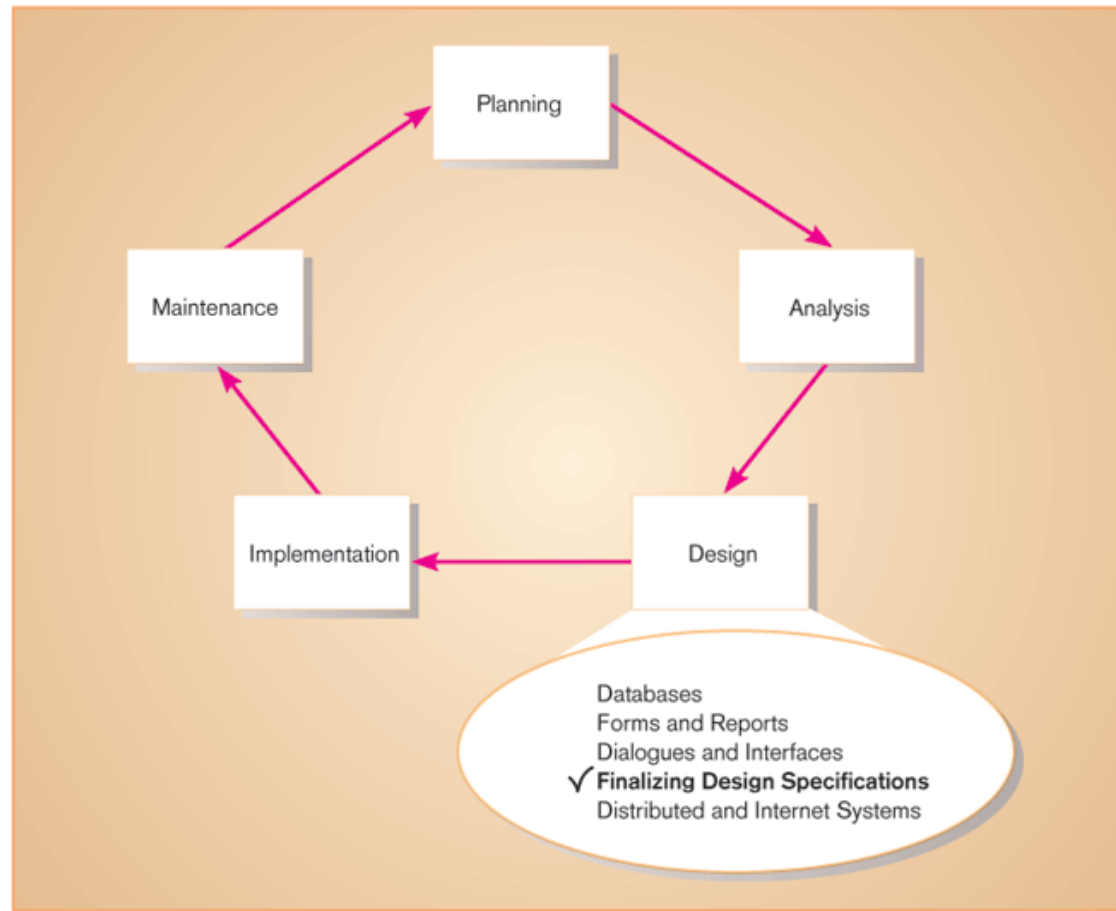 Planning
Maintenance
Analysis
Implementation
Design
Databases
Forms and Reports
Dialogues and Interfaces
✓Finalizing Design Specifications
Distributed and Internet Systems